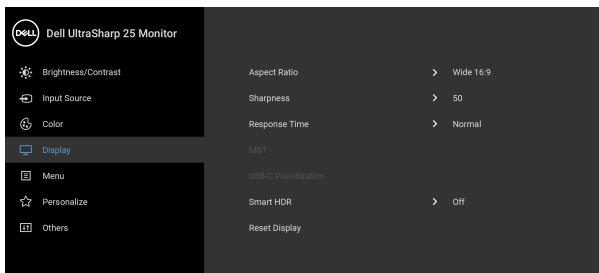 DELL Dell UltraSharp 25 Monitor
Brightness/Contrast
Input Source
Color
Display
Menu
Personalize
Others
Aspect Ratio Wide 16:9
Sharpness 50
Response Time Normal
MST
USB-C Prioritization
Smart HDR Off
Reset Display